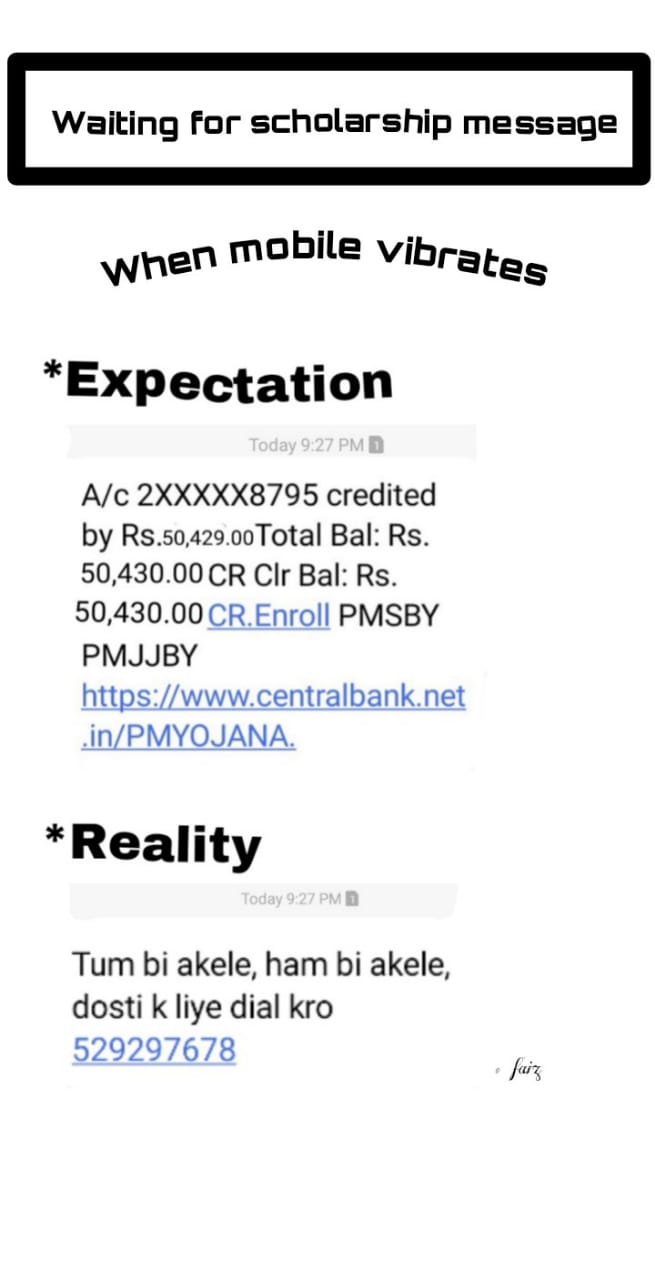 Waiting for scholarship message
When mobile vibrates
*Expectation
Today 9:27 PM 1
A/c 2XXXXX8795 credited
by Rs.50,429.00Total Bal: Rs.
50,430.00 CR Clr Bal: Rs.
50,430.00 CR.Enroll PMSBY
PMJJBY
https://www.centralbank.net
.in/PMYOJANA.
*Reality
Today 9:27 PM 1
Tum bi akele, ham bi akele,
dosti k liye dial kro
529297678
faiz